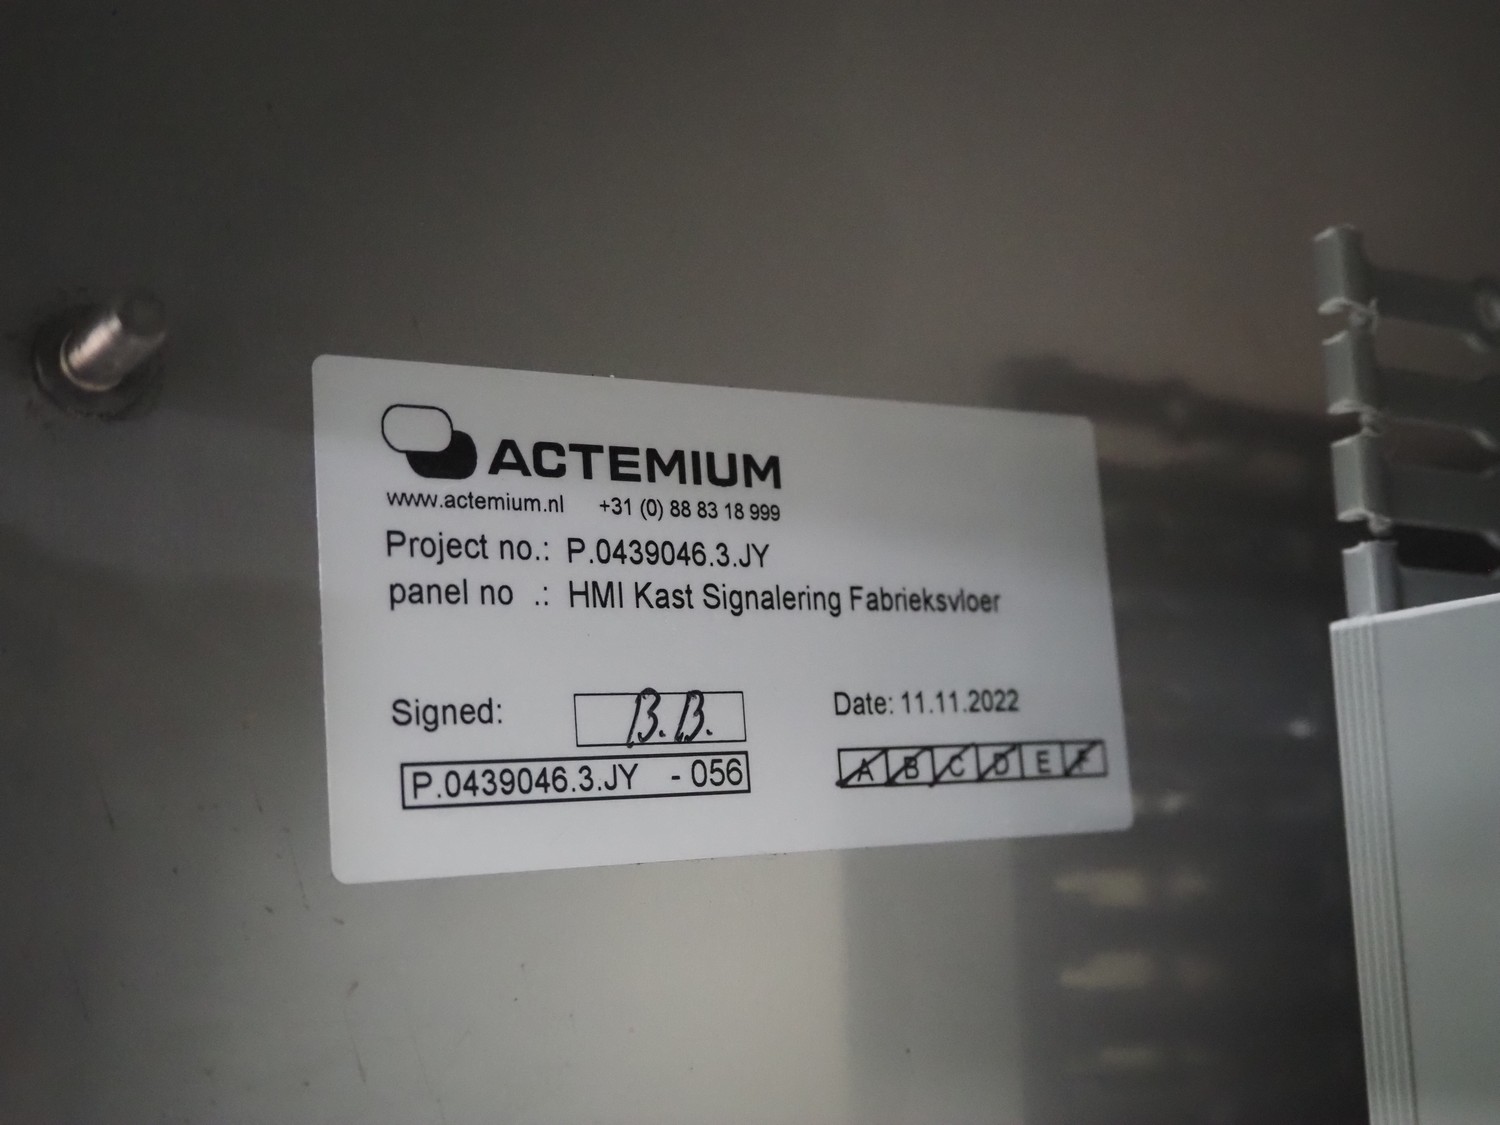 ACTEMIUM
www.actemium.nl +31 (0) 88 83 18 999
Project no.: P.0439046.3.JY
panel no .: HMI Kast Signalering Fabrieksvloer
Signed: B.B. Date: 11.11.2022
P.0439046.3.JY - 056 A B C D E F